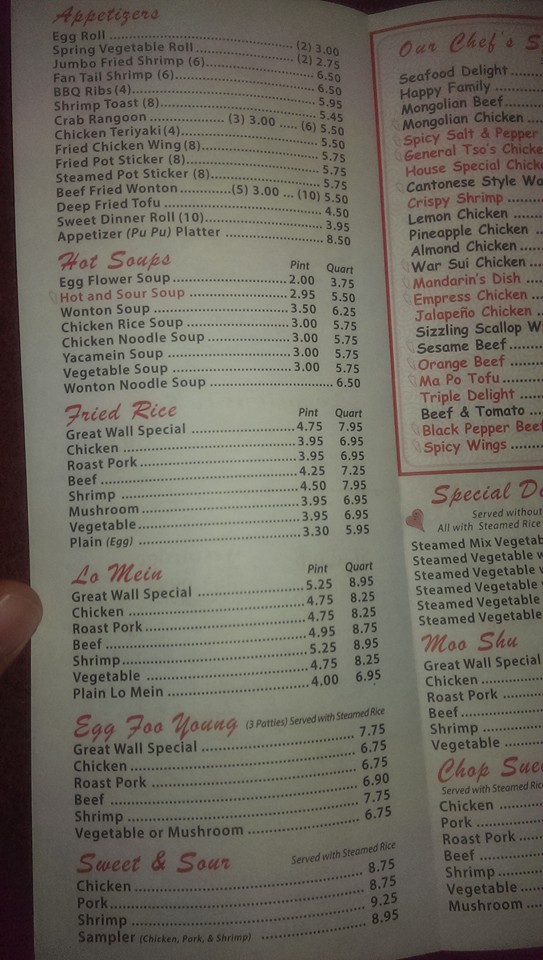 Appetizers
Egg Roll (2) 3.00
Spring Vegetable Roll (2) 2.75
Jumbo Fried Shrimp (6) 6.50
Fan Tail Shrimp (6) 6.50
BBQ Ribs (4) 5.95
Shrimp Toast (8) 5.45
Crab Rangoon (3) 3.00 ..... (6) 5.50
Chicken Teriyaki (4) 5.50
Fried Chicken Wing (8) 5.75
Fried Pot Sticker (8) 5.75
Steamed Pot Sticker (8) 5.75
Beef Fried Wonton (5) 3.00 ... (10) 5.50
Deep Fried Tofu 4.50
Sweet Dinner Roll (10) 3.95
Appetizer (Pu Pu) Platter 8.50
Hot Soups Pint Quart
Egg Flower Soup 2.00 3.75
Hot and Sour Soup 2.95 5.50
Wonton Soup 3.50 6.25
Chicken Rice Soup 3.00 5.75
Chicken Noodle Soup 3.00 5.75
Yacamein Soup 3.00 5.75
Vegetable Soup 3.00 5.75
Wonton Noodle Soup 6.50
Fried Rice Pint Quart
Great Wall Special 4.75 7.95
Chicken 3.95 6.95
Roast Pork 3.95 6.95
Beef 4.25 7.25
Shrimp 4.50 7.95
Mushroom 3.95 6.95
Vegetable 3.95 6.95
Plain (Egg) 3.30 5.95
Lo Mein Pint Quart
Great Wall Special 5.25 8.95
Chicken 4.75 8.25
Roast Pork 4.75 8.25
Beef 4.95 8.75
Shrimp 5.25 8.95
Vegetable 4.75 8.25
Plain Lo Mein 4.00 6.95
Egg Foo Young (3 Patties) Served with Steamed Rice
Great Wall Special 7.75
Chicken 6.75
Roast Pork 6.75
Beef 6.90
Shrimp 7.75
Vegetable or Mushroom 6.75
Sweet & Sour Served with Steamed Rice
Chicken 8.75
Pork 8.75
Shrimp 9.25
Sampler (Chicken, Pork, & Shrimp) 8.95
Our Chef's S
Seafood Delight
Happy Family
Mongolian Beef
Mongolian Chicken
Spicy Salt & Pepper
General Tso's Chicke
House Special Chick
Cantonese Style Wo
Crispy Shrimp
Lemon Chicken
Pineapple Chicken
Almond Chicken
War Sui Chicken
Mandarin's Dish
Empress Chicken
Jalapeño Chicken
Sizzling Scallop W
Sesame Beef
Orange Beef
Ma Po Tofu
Triple Delight
Beef & Tomato
Black Pepper Beef
Spicy Wings
Special D
Served without
All with Steamed Rice
Steamed Mix Vegetab
Steamed Vegetable w
Steamed Vegetable
Steamed Vegetable
Steamed Vegetable
Steamed Vegetable
Moo Shu
Great Wall Special
Chicken
Roast Pork
Beef
Shrimp
Vegetable
Chop Sue
Served with Steamed Ric
Chicken
Pork
Roast Pork
Beef
Shrimp
Vegetable
Mushroom